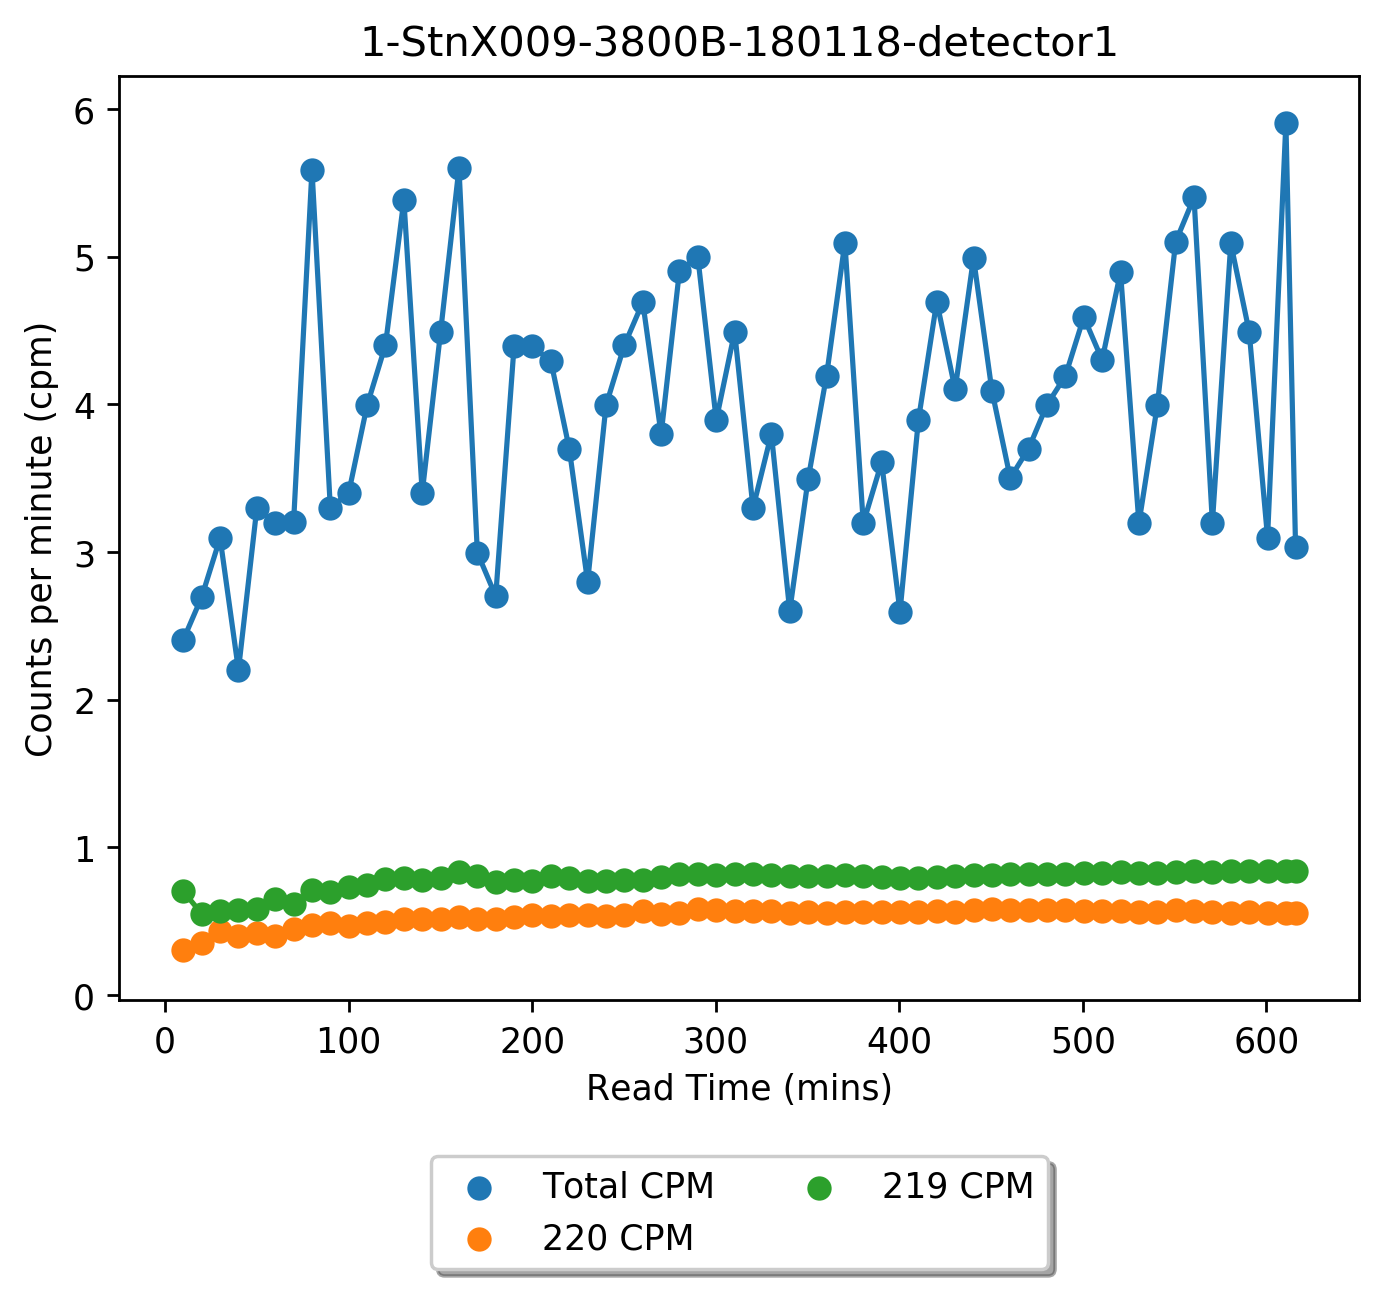 1-StnX009-3800B-180118-detector1
Counts per minute (cpm)
6
5
4
3
2
1
0
0 100 200 300 400 500 600
Read Time (mins)
Total CPM 219 CPM
220 CPM